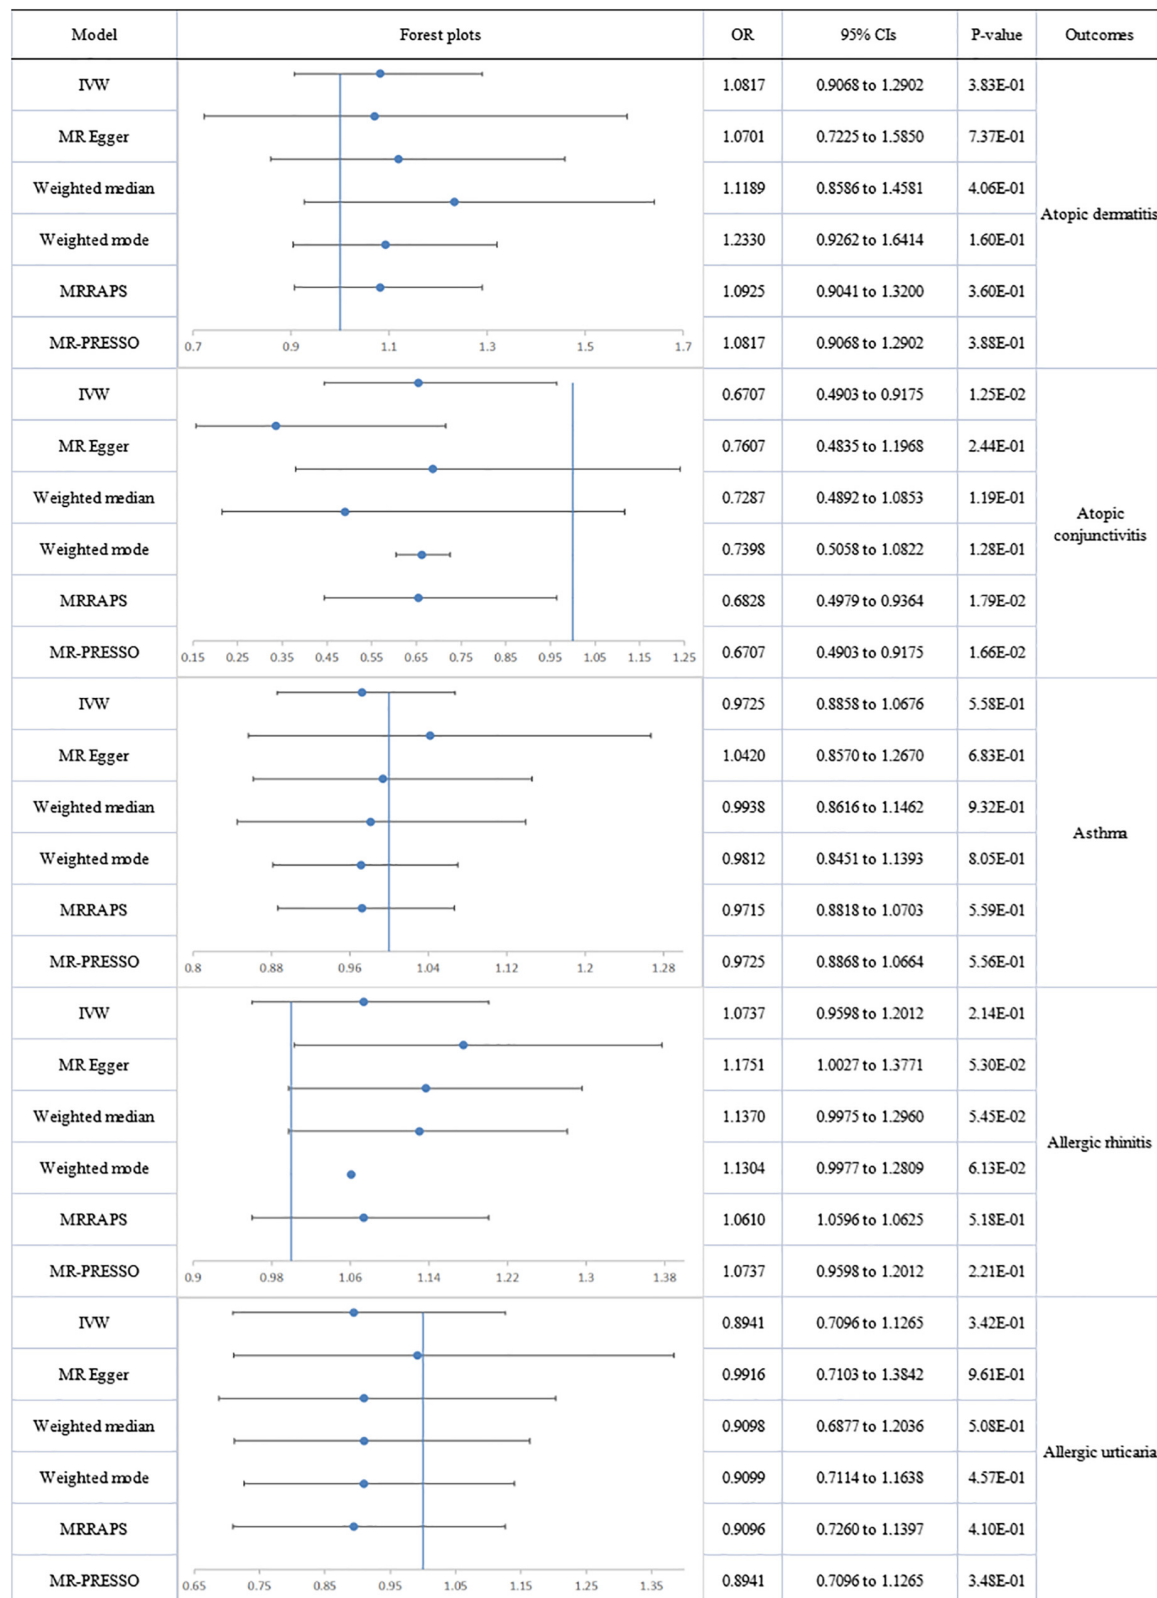 Model Forest plots OR 95% CIs P-value Outcomes
IVW 1.0817 0.9068 to 1.2902 3.83E-01
MR Egger 1.0701 0.7225 to 1.5850 7.37E-01
Weighted median 1.1189 0.8586 to 1.4581 4.06E-01
Atopic dermatitis
Weighted mode 1.2330 0.9262 to 1.6414 1.60E-01
MRRAPS 1.0925 0.9041 to 1.3200 3.60E-01
MR-PRESSO 1.0817 0.9068 to 1.2902 3.88E-01
0.7 0.9 1.1 1.3 1.5 1.7
IVW 0.6707 0.4903 to 0.9175 1.25E-02
MR Egger 0.7607 0.4835 to 1.1968 2.44E-01
Weighted median 0.7287 0.4892 to 1.0853 1.19E-01
Atopic
conjunctivitis
Weighted mode 0.7398 0.5058 to 1.0822 1.28E-01
MRRAPS 0.6828 0.4979 to 0.9364 1.79E-02
MR-PRESSO 0.6707 0.4903 to 0.9175 1.66E-02
0.15 0.25 0.35 0.45 0.55 0.65 0.75 0.85 0.95 1.05 1.15 1.25
IVW 0.9725 0.8858 to 1.0676 5.58E-01
MR Egger 1.0420 0.8570 to 1.2670 6.83E-01
Weighted median 0.9938 0.8616 to 1.1462 9.32E-01
Asthma
Weighted mode 0.9812 0.8451 to 1.1393 8.05E-01
MRRAPS 0.9715 0.8818 to 1.0703 5.59E-01
MR-PRESSO 0.9725 0.8868 to 1.0664 5.56E-01
0.8 0.88 0.96 1.04 1.12 1.2 1.28
IVW 1.0737 0.9598 to 1.2012 2.14E-01
MR Egger 1.1751 1.0027 to 1.3771 5.30E-02
Weighted median 1.1370 0.9975 to 1.2960 5.45E-02
Allergic rhinitis
Weighted mode 1.1304 0.9977 to 1.2809 6.13E-02
MRRAPS 1.0610 1.0596 to 1.0625 5.18E-01
MR-PRESSO 1.0737 0.9598 to 1.2012 2.21E-01
0.9 0.98 1.06 1.14 1.22 1.3 1.38
IVW 0.8941 0.7096 to 1.1265 3.42E-01
MR Egger 0.9916 0.7103 to 1.3842 9.61E-01
Weighted median 0.9098 0.6877 to 1.2036 5.08E-01
Allergic urticaria
Weighted mode 0.9099 0.7114 to 1.1638 4.57E-01
MRRAPS 0.9096 0.7260 to 1.1397 4.10E-01
MR-PRESSO 0.8941 0.7096 to 1.1265 3.48E-01
0.65 0.75 0.85 0.95 1.05 1.15 1.25 1.35